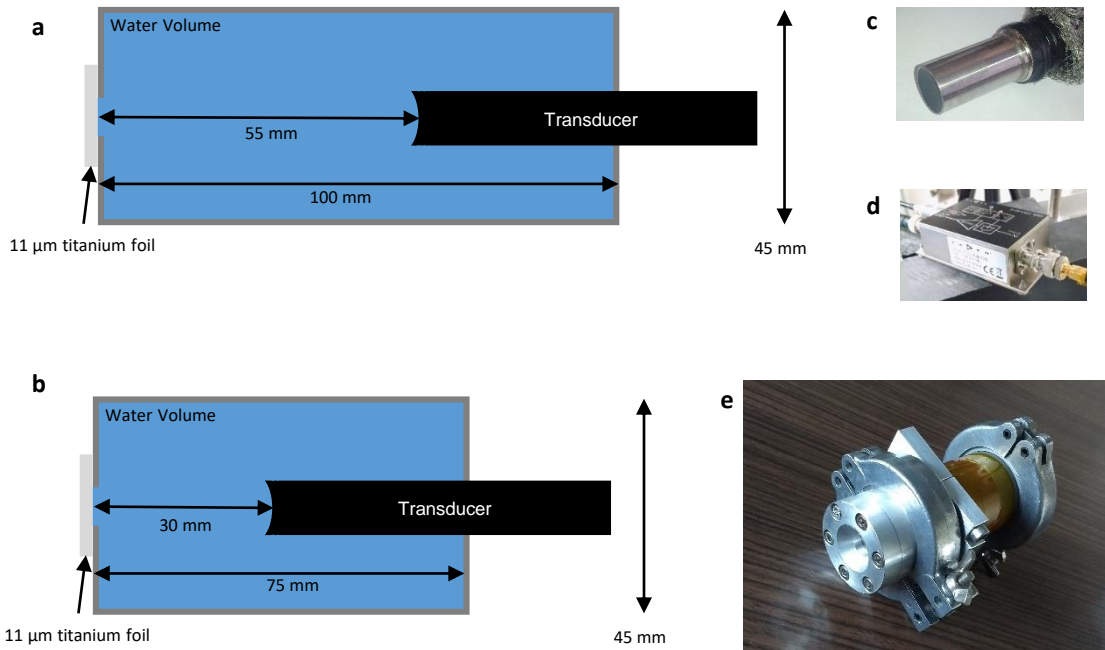 a
Water Volume
55 mm
Transducer
100 mm
11 µm titanium foil
45 mm
b
Water Volume
30 mm
Transducer
75 mm
11 µm titanium foil
45 mm
c
d
CE
e